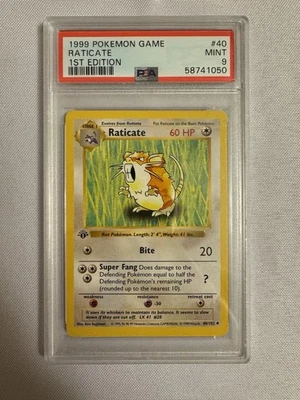 1999 POKEMON GAME #40
RATICATE MINT
1ST EDITION 9
PSA 58741050
STAGE 1 Evolves from Rattata Put Raticate on the Basic Pokémon
Raticate 60 HP
Rat Pokémon. Length: 2' 4", Weight: 41 lbs.
Bite 20
Super Fang Does damage to the
Defending Pokémon equal to half the
Defending Pokémon's remaining HP ?
(rounded up to the nearest 10).
weakness resistance retreat cost
-30
It uses its whiskers to maintain its balance. It seems to slow
down if they are cut off. LV. 41 #20
40/102